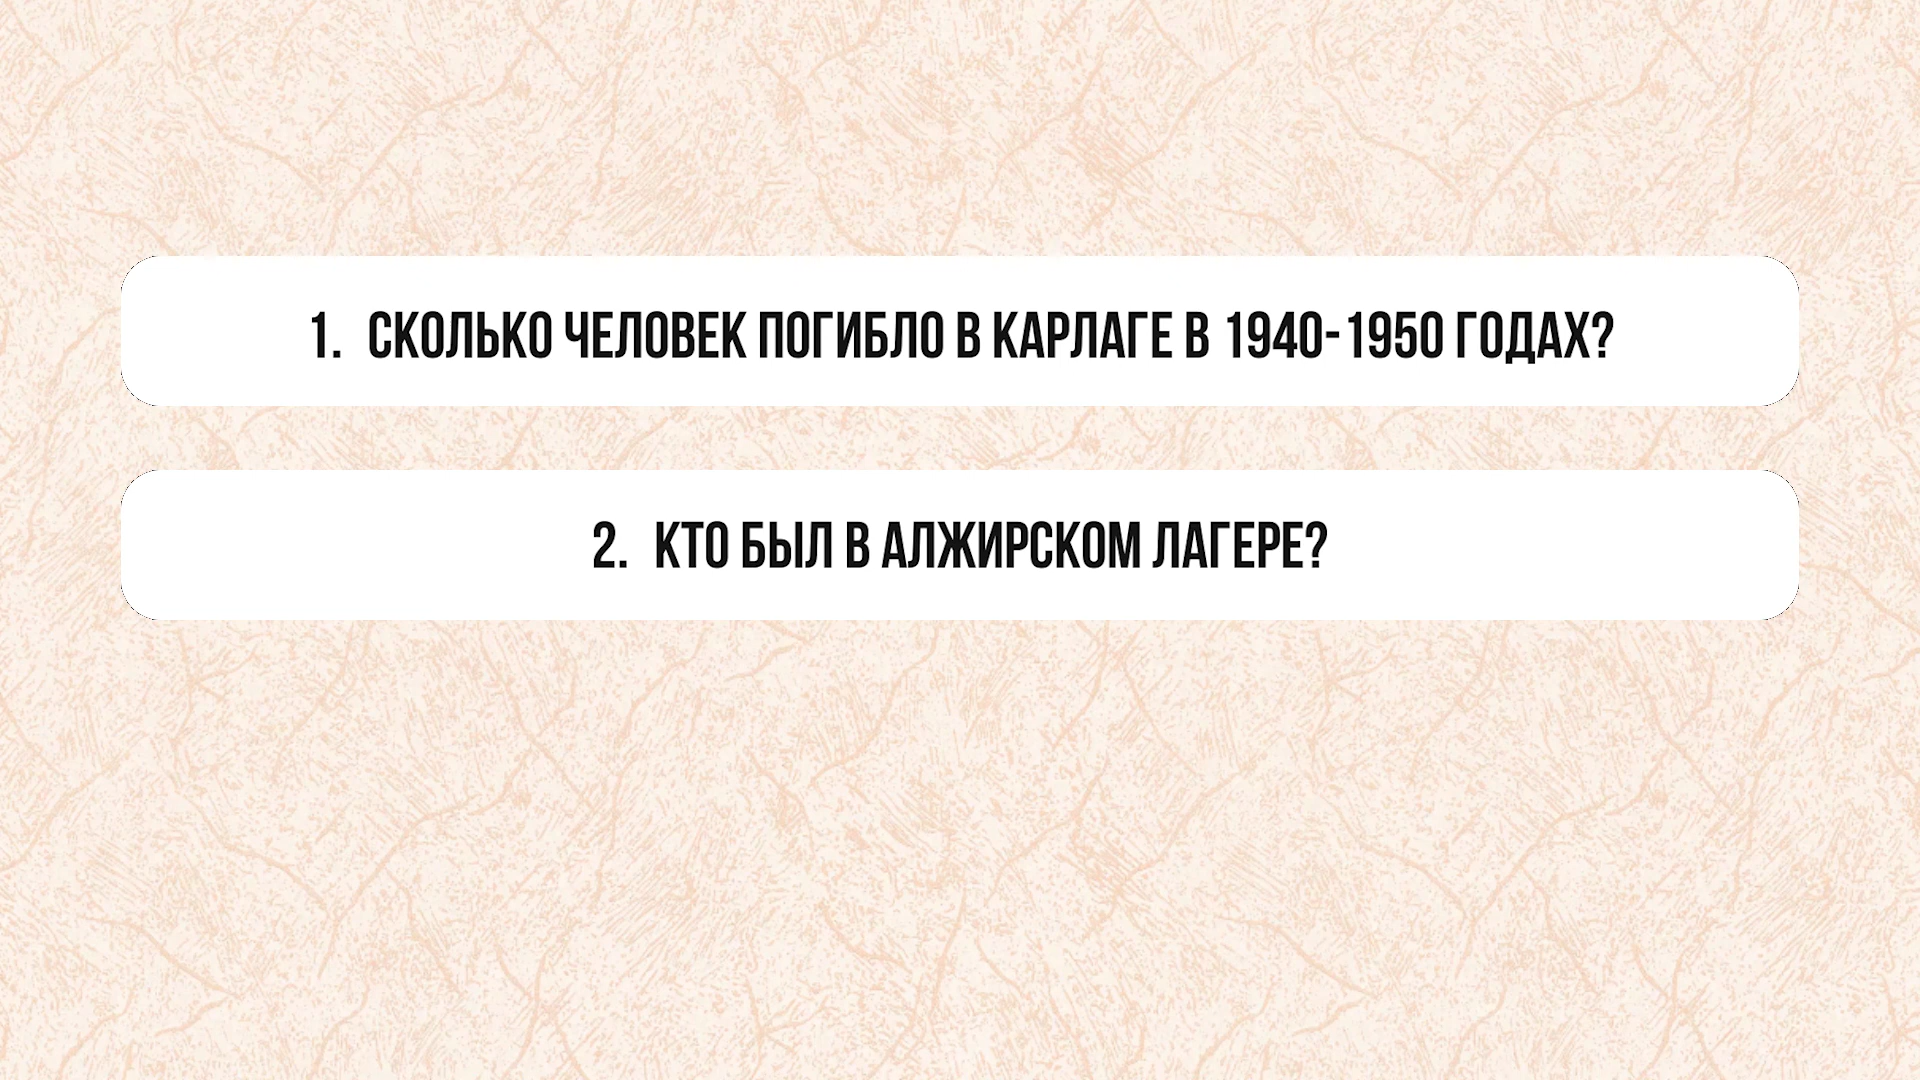 1. СКОЛЬКО ЧЕЛОВЕК ПОГИБЛО В КАРЛАГЕ В 1940-1950 ГОДАХ?
2. КТО БЫЛ В АЛЖИРСКОМ ЛАГЕРЕ?